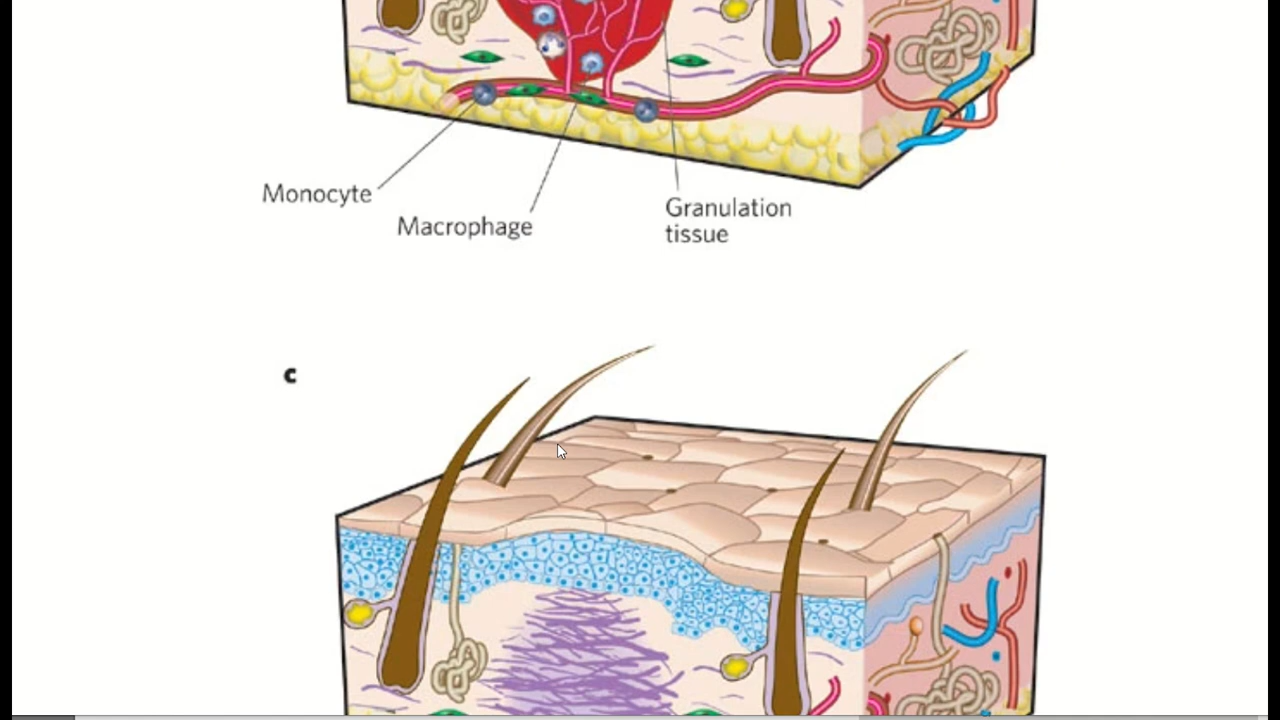 Monocyte
Macrophage
Granulation
tissue
c